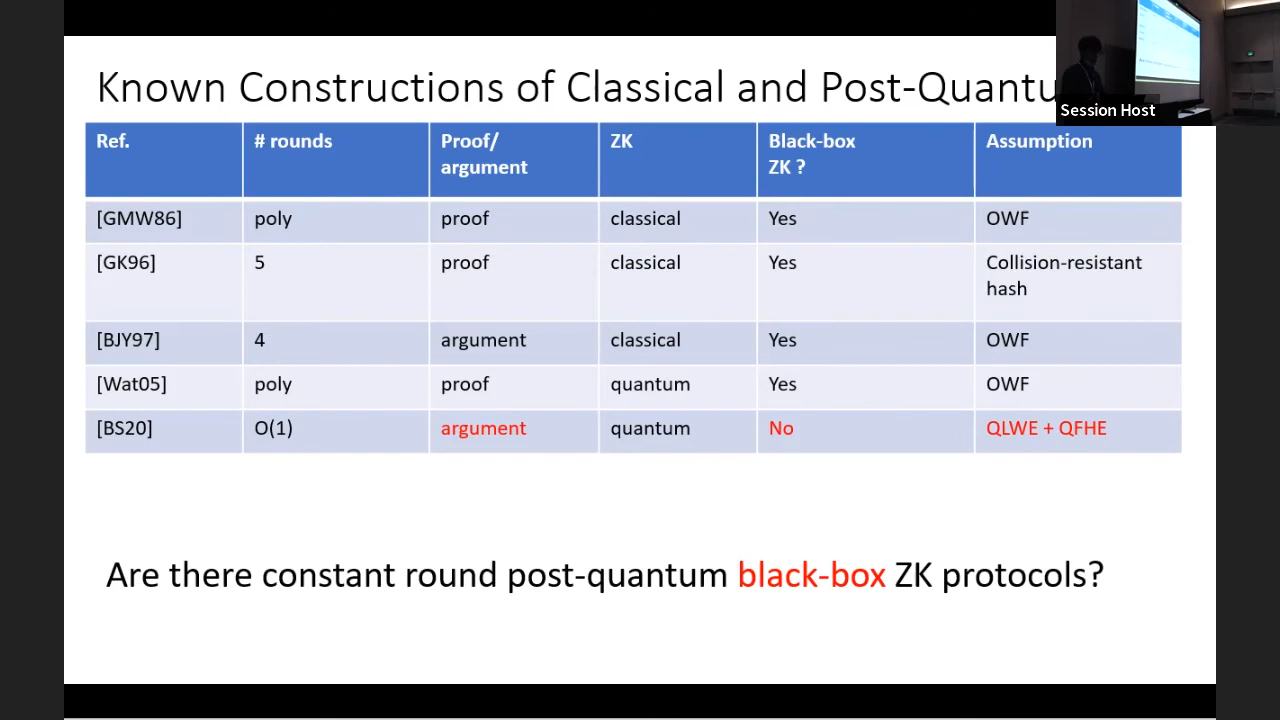 Known Constructions of Classical and Post-Quantu
Session Host
Ref. # rounds Proof/ argument ZK Black-box ZK ? Assumption
[GMW86] poly proof classical Yes OWF
[GK96] 5 proof classical Yes Collision-resistant hash
[BJY97] 4 argument classical Yes OWF
[Wat05] poly proof quantum Yes OWF
[BS20] O(1) argument quantum No QLWE + QFHE
Are there constant round post-quantum black-box ZK protocols?